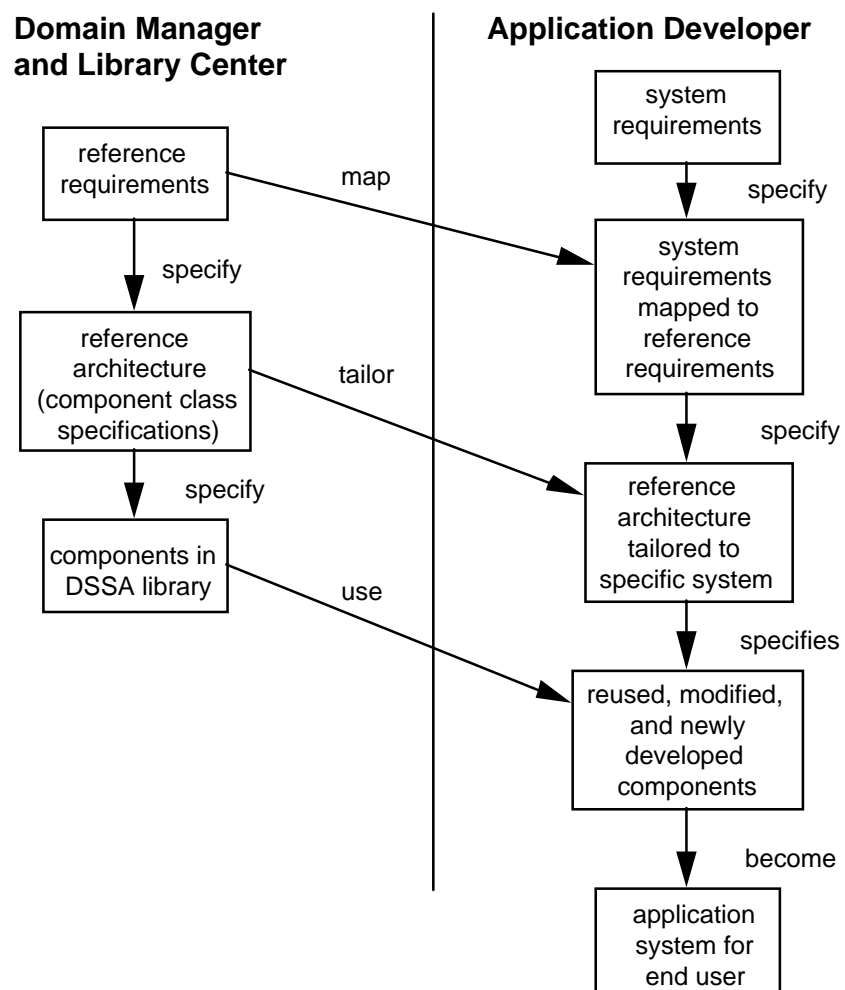 Domain Manager
and Library Center
reference
requirements
specify
reference
architecture
(component class
specifications)
specify
components in
DSSA library
map
tailor
use
Application Developer
system
requirements
specify
system
requirements
mapped to
reference
requirements
specify
reference
architecture
tailored to
specific system
specifies
reused, modified,
and newly
developed
components
become
application
system for
end user